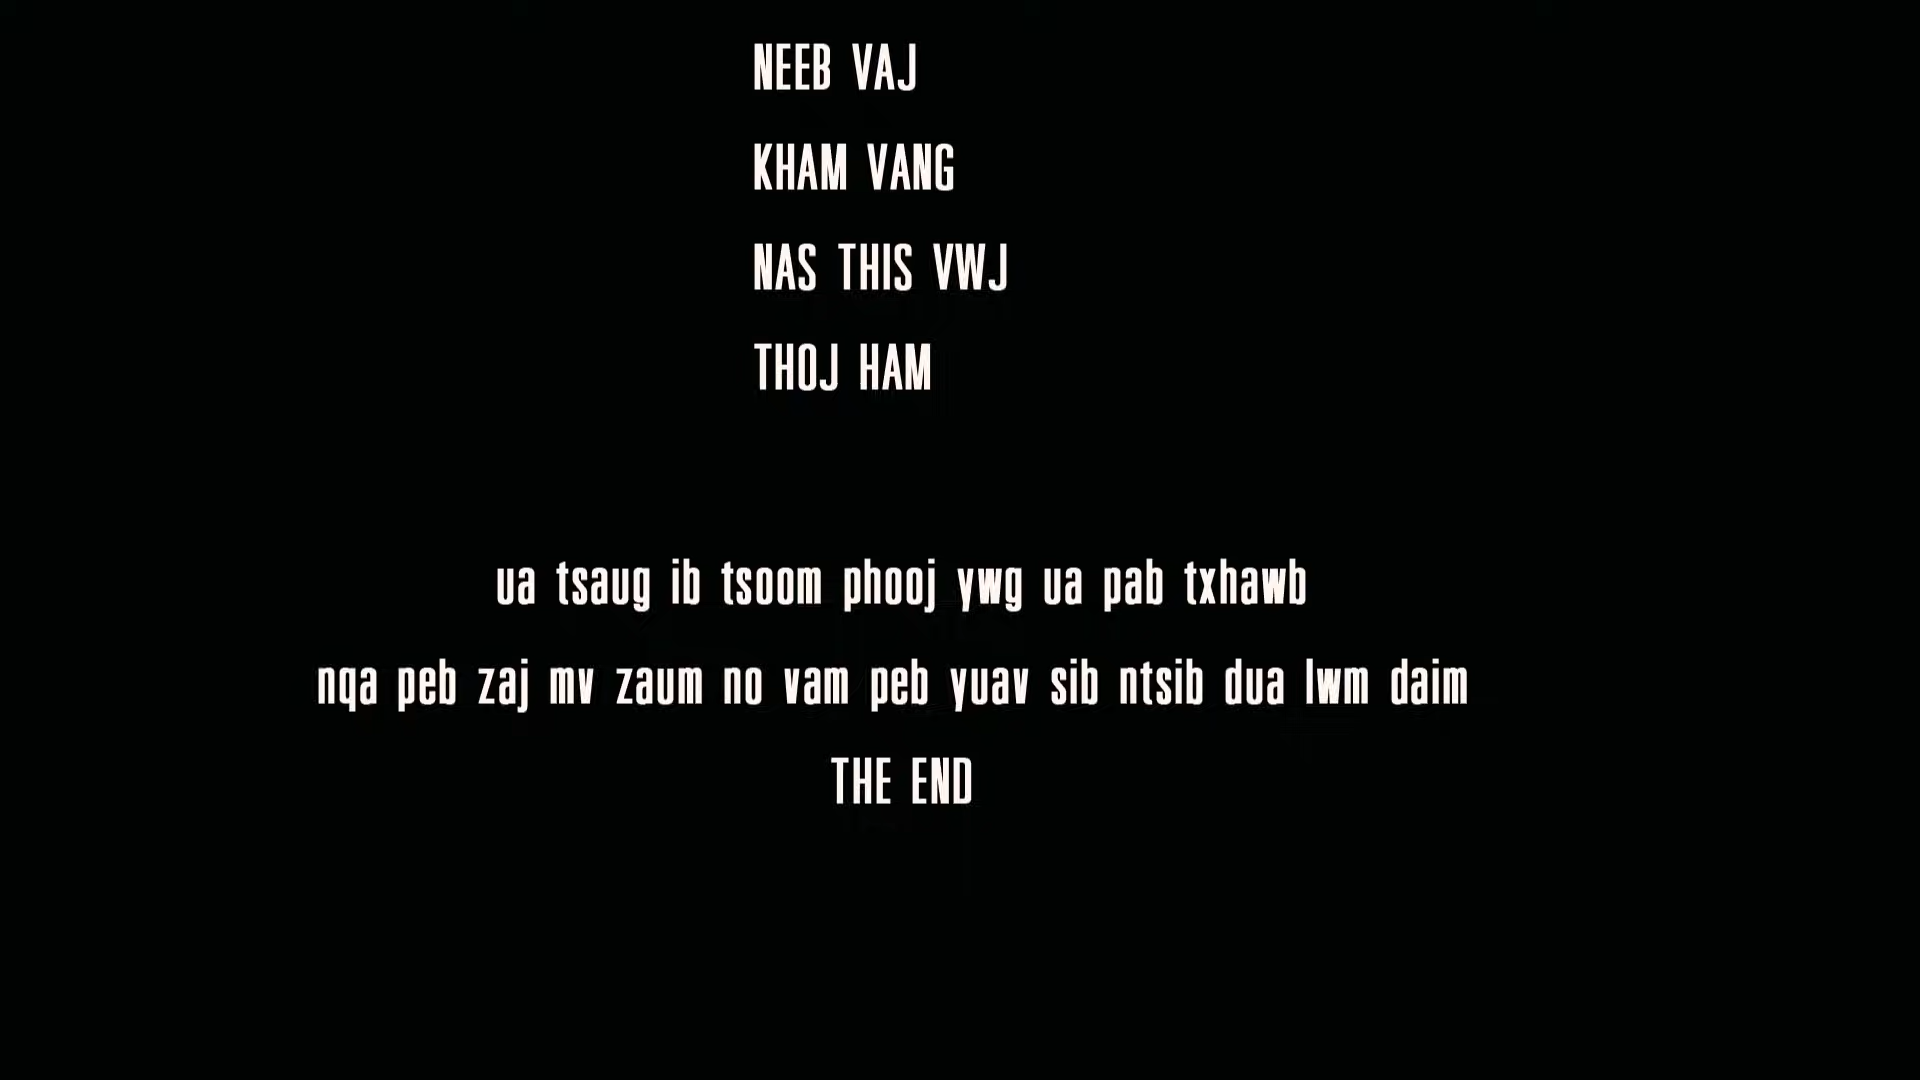 NEEB VAJ
KHAM VANG
NAS THIS VWJ
THOJ HAM
ua tsaug ib tsoom phooj ywg ua pab txhawb
nqa peb zaj mv zaum no vam peb yuav sib ntsib dua lwm daim
THE END